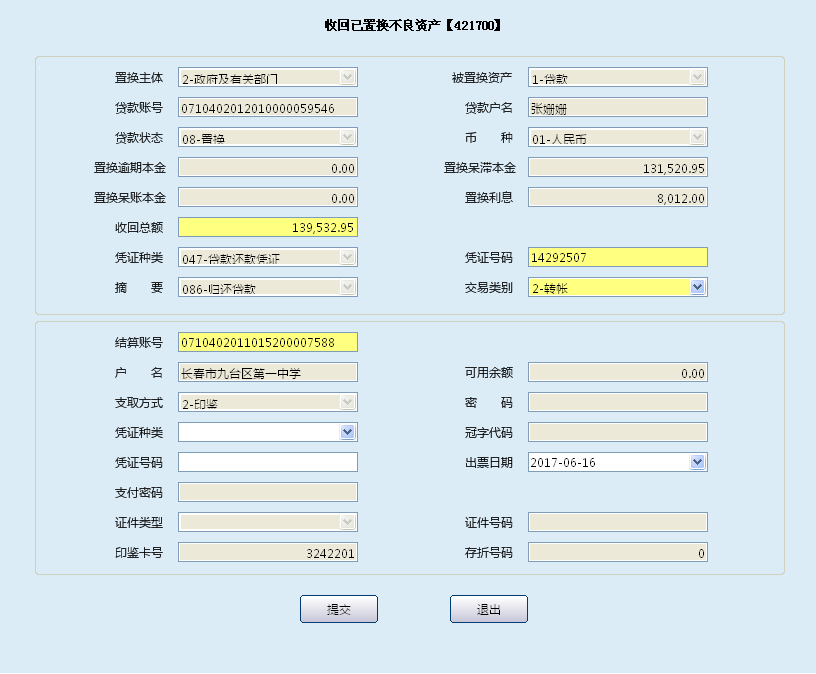 收回已置换不良资产【421700】
置换主体 2-政府及有关部门 被置换资产 1-贷款
贷款账号 0710402012010000059546 贷款户名 张姗姗
贷款状态 08-置换 币 种 01-人民币
置换逾期本金 0.00 置换呆滞本金 131,520.95
置换呆账本金 0.00 置换利息 8,012.00
收回总额 139,532.95
凭证种类 047-贷款还款凭证 凭证号码 14292507
摘 要 086-归还贷款 交易类别 2-转帐
结算账号 0710402011015200007588
户 名 长春市九台区第一中学 可用余额 0.00
支取方式 2-印鉴 密 码
凭证种类 冠字代码
凭证号码 出票日期 2017-06-16
支付密码
证件类型 证件号码
印鉴卡号 3242201 存折号码 0
提交 退出